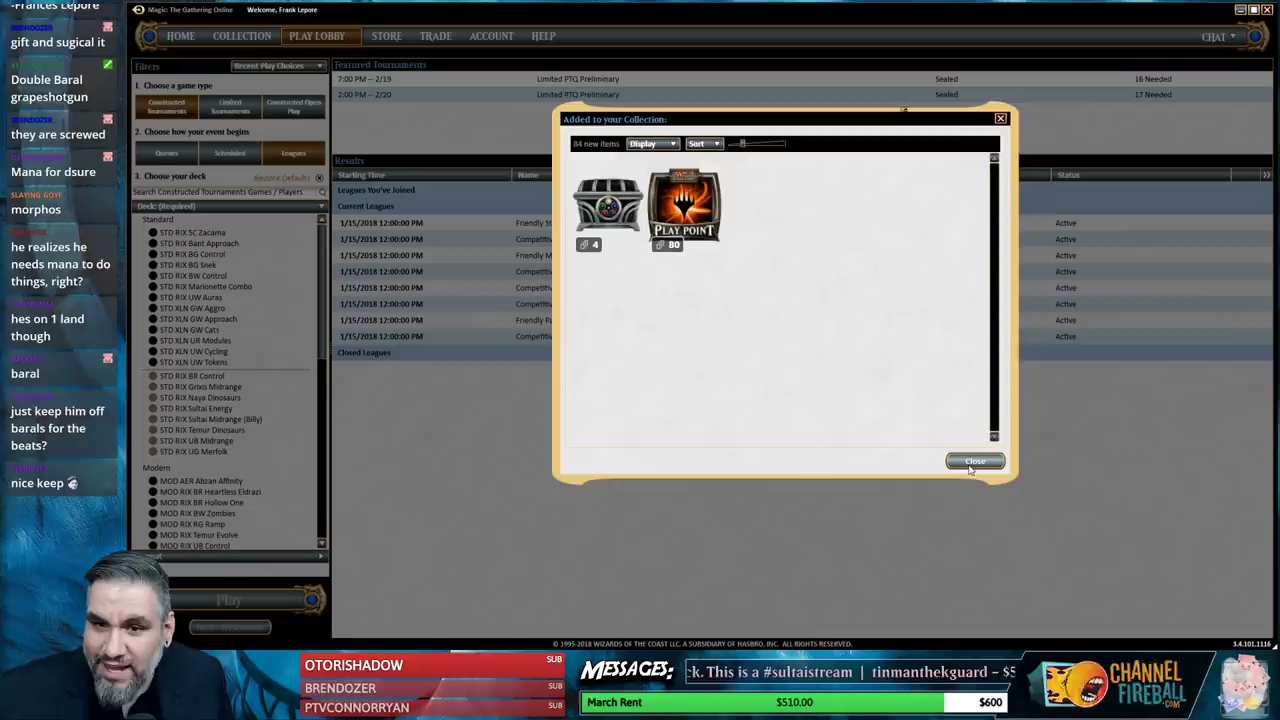 -Frances Lepore
BRENDOZER
gift and sugical it
Double Baral
grapeshotgun
BRENDOZER
they are screwed
Mana for dsure
SLAYING GOYF
morphos
he realizes he
needs mana to do
things, right?
hes on 1 land
though
baral
just keep him off
barals for the
beats?
nice keep
Magic: The Gathering Online Welcome, Frank Lepore
HOME COLLECTION PLAY LOBBY STORE TRADE ACCOUNT HELP CHAT
Filters Recent Play Choices
1. Choose a game type
Constructed Tournaments Limited Tournaments Constructed Open Play
2. Choose how your event begins
Queues Scheduled Leagues
3. Choose your deck Restore Defaults
Search Constructed Tournaments Games / Players
Deck: (Required)
Standard
STD RIX 5C Zacama
STD RIX Bant Approach
STD RIX BG Control
STD RIX BG Snek
STD RIX BW Control
STD RIX Marionette Combo
STD RIX UW Auras
STD XLN GW Aggro
STD XLN GW Approach
STD XLN GW Cats
STD XLN UR Modules
STD XLN UW Cycling
STD XLN UW Tokens
STD RIX BR Control
STD RIX Grixis Midrange
STD RIX Naya Dinosaurs
STD RIX Sultai Energy
STD RIX Sultai Midrange (Billy)
STD RIX Temur Dinosaurs
STD RIX UB Midrange
STD RIX UG Merfolk
Modern
MOD AER Abzan Affinity
MOD RIX BR Heartless Eldrazi
MOD RIX BR Hollow One
MOD RIX BW Zombies
MOD RIX RG Ramp
MOD RIX Temur Evolve
MOD RIX UB Control
Play
Featured Tournaments
7:00 PM -- 2/19 Limited PTQ Preliminary Sealed 16 Needed
2:00 PM -- 2/20 Limited PTQ Preliminary Sealed 17 Needed
Results
Starting Time Name Status
Leagues You've Joined
Current Leagues
1/15/2018 12:00:00 PM Friendly St Active
1/15/2018 12:00:00 PM Competitiv Active
1/15/2018 12:00:00 PM Friendly M Active
1/15/2018 12:00:00 PM Competitiv Active
1/15/2018 12:00:00 PM Competitiv Active
1/15/2018 12:00:00 PM Competitiv Active
1/15/2018 12:00:00 PM Friendly Pa Active
1/15/2018 12:00:00 PM Competitiv Active
Closed Leagues
Added to your Collection:
84 new items Display Sort
PLAY POINT
4 80
Close
© 1995-2018 WIZARDS OF THE COAST LLC, A SUBSIDIARY OF HASBRO, INC. ALL RIGHTS RESERVED. 3.4.101.1116
OTORISHADOW SUB
BRENDOZER SUB
PTVCONNORRYAN SUB
MESSAGES: ck. This is a #sultaistream | tinmanthekguard – $5
March Rent $510.00 $600
CHANNEL
FIREBALL
.COM